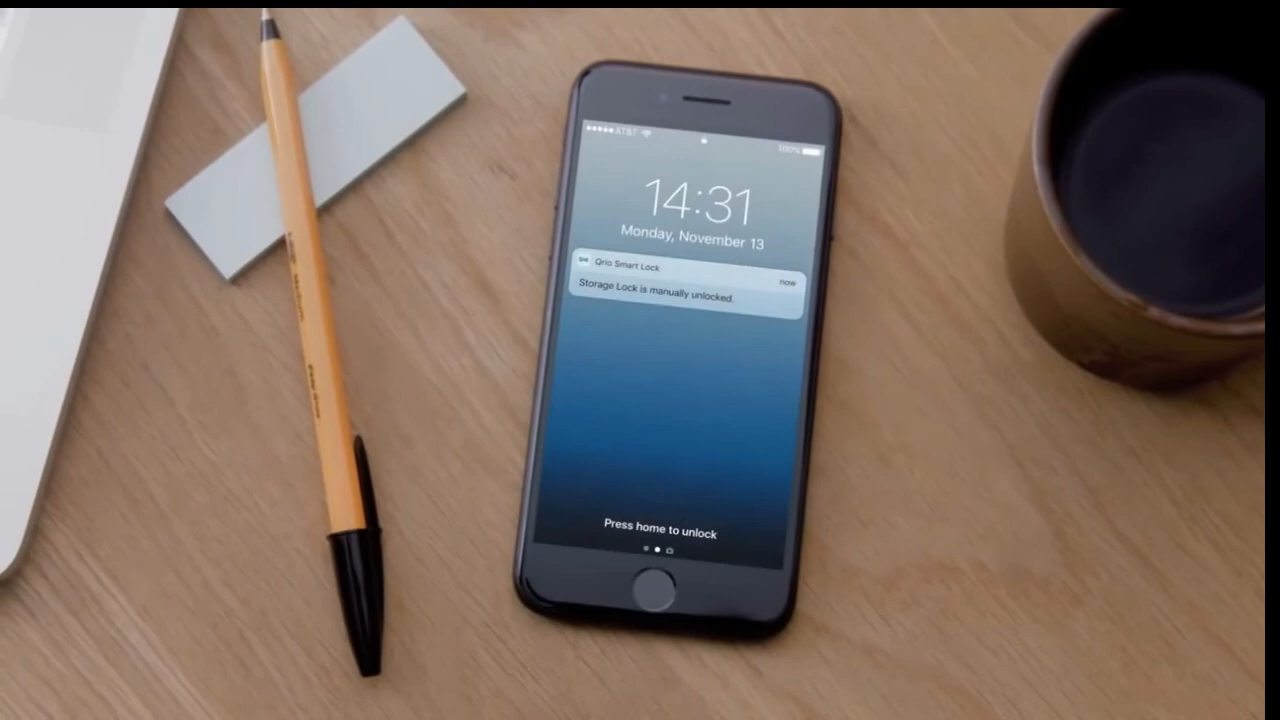 AT&T
100%
14:31
Monday, November 13
Qrio Smart Lock
now
Storage Lock is manually unlocked.
Press home to unlock